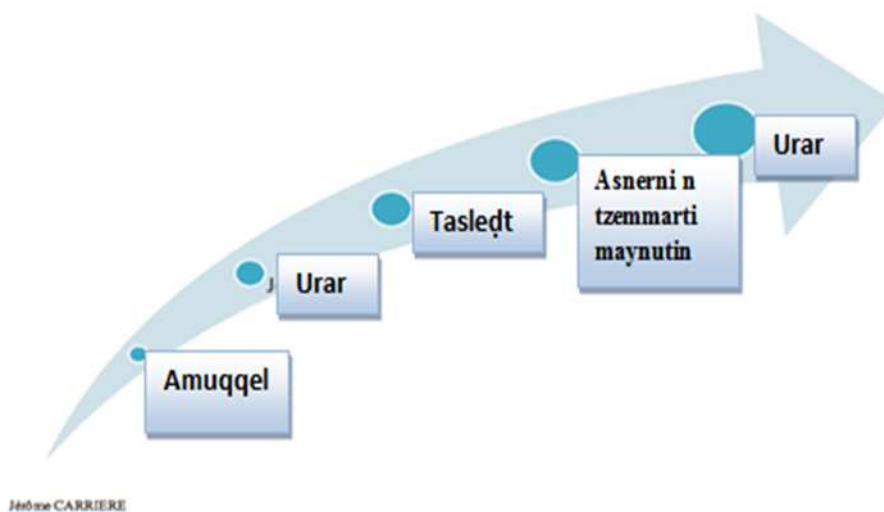 Amuqqel
Urar
Tasleḍt
Asnerni n
tzemmarti
maynutin
Urar
Jérôme CARRIERE